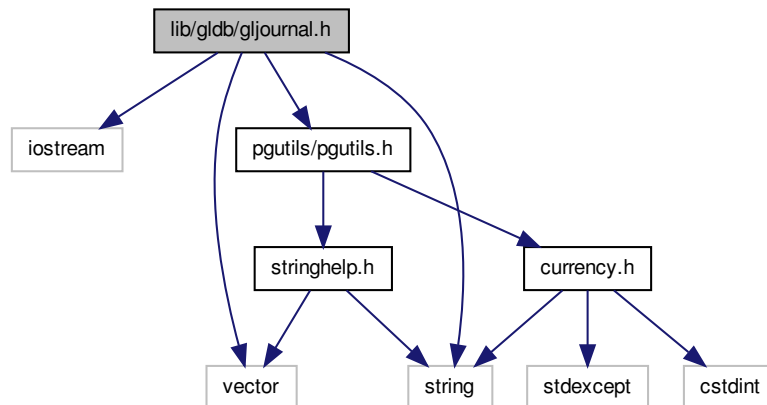 lib/gldb/gljournal.h
iostream
pgutils/pgutils.h
stringhelp.h
currency.h
vector
string
stdexcept
cstdint